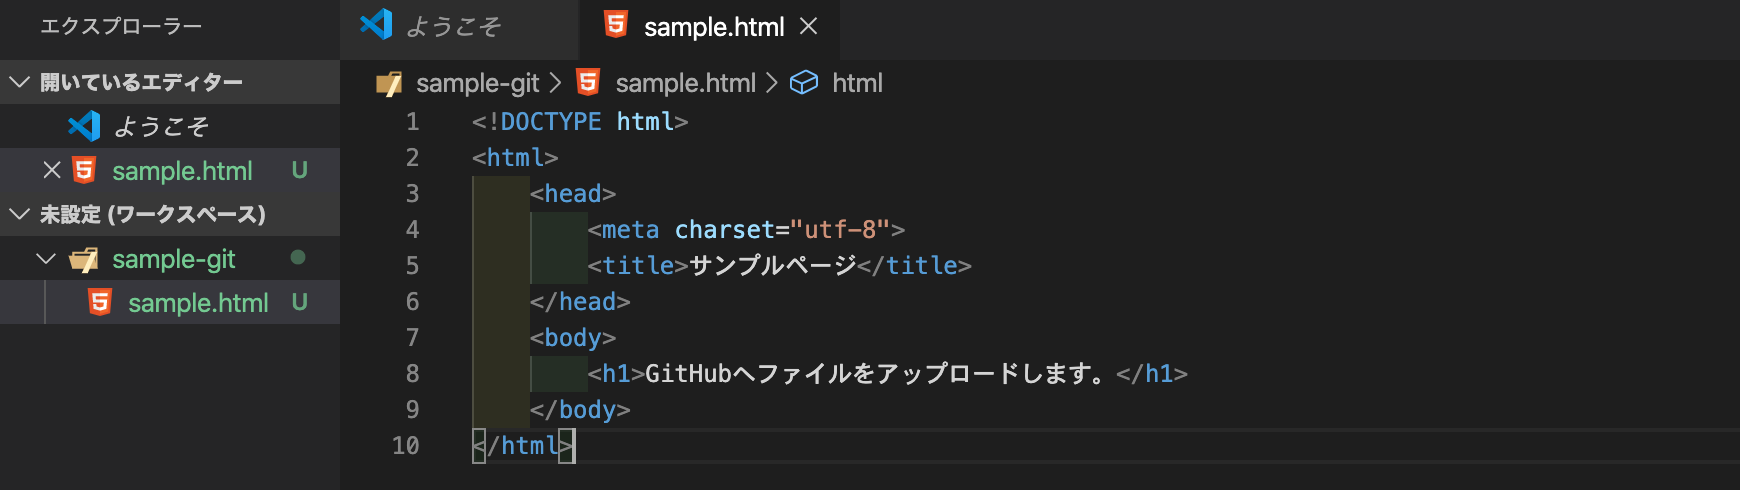 エクスプローラー
開いているエディター
ようこそ
sample.html U
未設定 (ワークスペース)
sample-git
sample.html U
ようこそ sample.html
sample-git > sample.html > html
1 <!DOCTYPE html>
2 <html>
3 <head>
4 <meta charset="utf-8">
5 <title>サンプルページ</title>
6 </head>
7 <body>
8 <h1>GitHubへファイルをアップロードします。</h1>
9 </body>
10 </html>